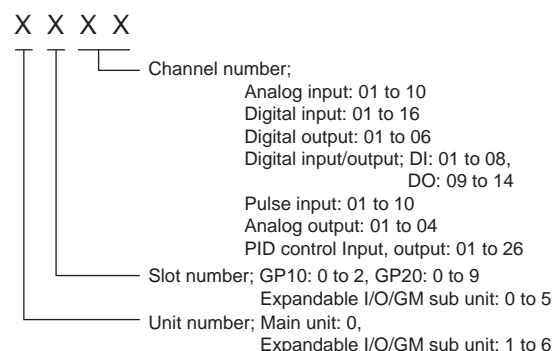 X X X X
Channel number;
Analog input: 01 to 10
Digital input: 01 to 16
Digital output: 01 to 06
Digital input/output; DI: 01 to 08,
DO: 09 to 14
Pulse input: 01 to 10
Analog output: 01 to 04
PID control Input, output: 01 to 26
Slot number; GP10: 0 to 2, GP20: 0 to 9
Expandable I/O/GM sub unit: 0 to 5
Unit number; Main unit: 0,
Expandable I/O/GM sub unit: 1 to 6